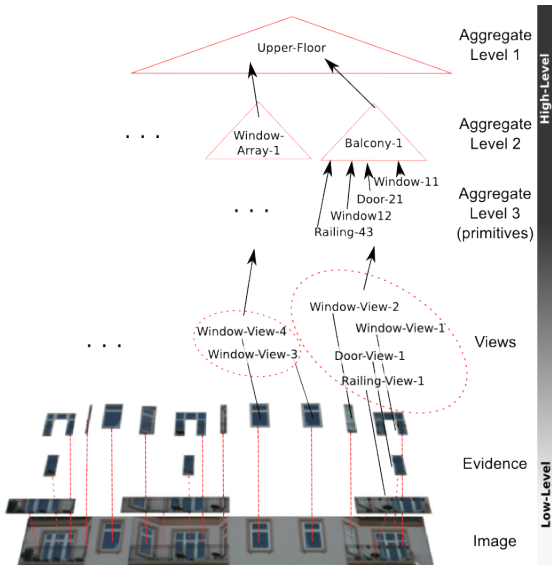 Aggregate
Level 1
Upper-Floor
High-Level
. . .
Window-
Array-1
Balcony-1
Aggregate
Level 2
Window-11
Door-21
Window12
Railing-43
. . .
Aggregate
Level 3
(primitives)
Window-View-2
Window-View-1
Window-View-4
Window-View-3
Door-View-1
Railing-View-1
. . .
Views
Evidence
Low-Level
Image